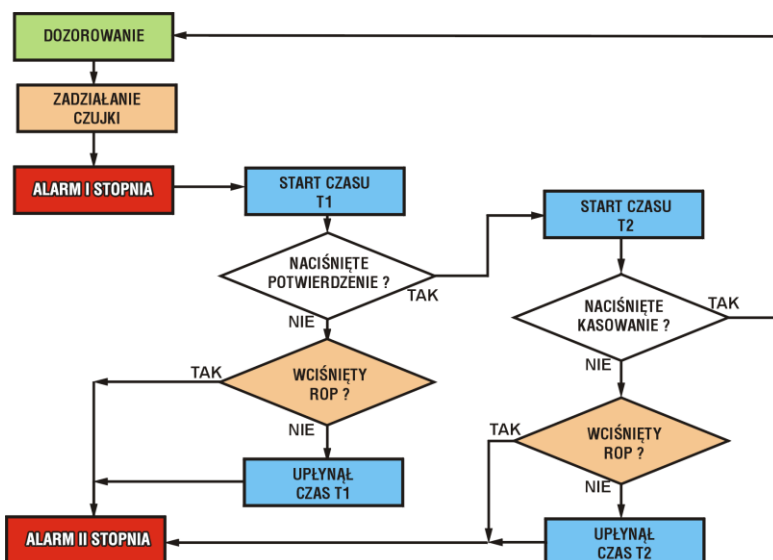 DOZOROWANIE
ZADZIAŁANIE
CZUJKI
ALARM I STOPNIA
START CZASU
T1
NACIŚNIĘTE
POTWIERDZENIE ?
TAK
NIE
WCIŚNIĘTY
ROP ?
TAK
NIE
UPŁYNĄŁ
CZAS T1
START CZASU
T2
NACIŚNIĘTE
KASOWANIE ?
TAK
NIE
WCIŚNIĘTY
ROP ?
TAK
NIE
UPŁYNĄŁ
CZAS T2
ALARM II STOPNIA